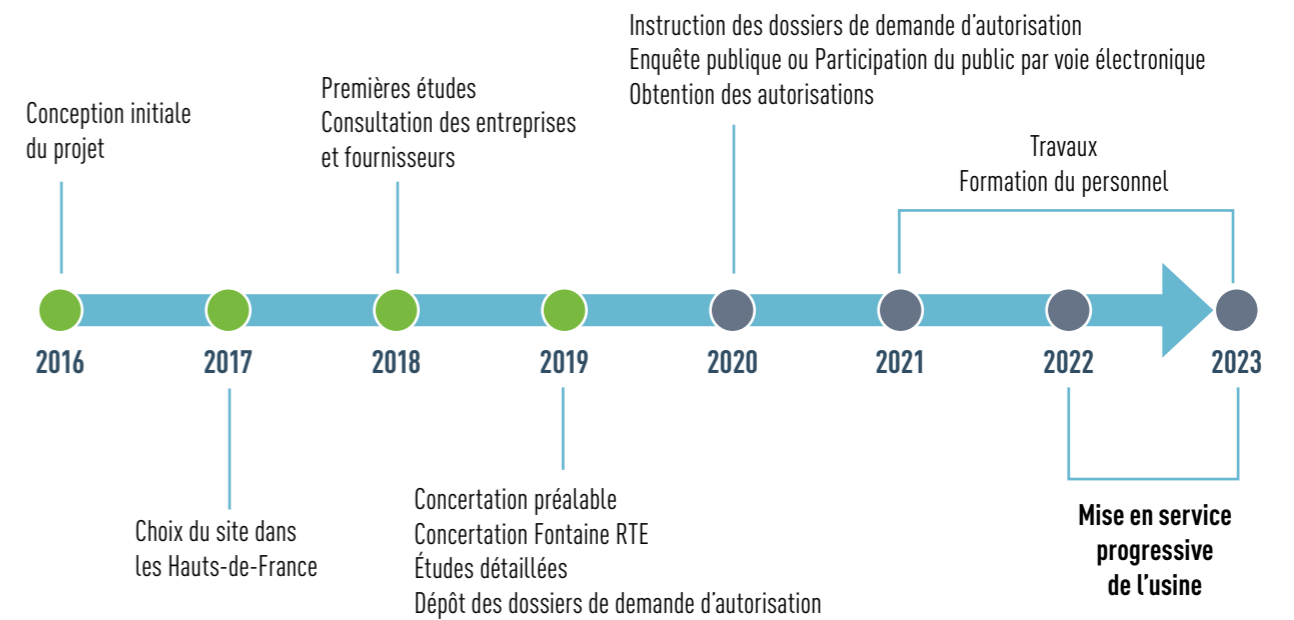 Instruction des dossiers de demande d'autorisation
Enquête publique ou Participation du public par voie électronique
Obtention des autorisations
Premières études
Consultation des entreprises
et fournisseurs
Conception initiale
du projet
Travaux
Formation du personnel
2016
2017
2018
2019
2020
2021
2022
2023
Choix du site dans
les Hauts-de-France
Concertation préalable
Concertation Fontaine RTE
Études détaillées
Dépôt des dossiers de demande d'autorisation
Mise en service
progressive
de l'usine